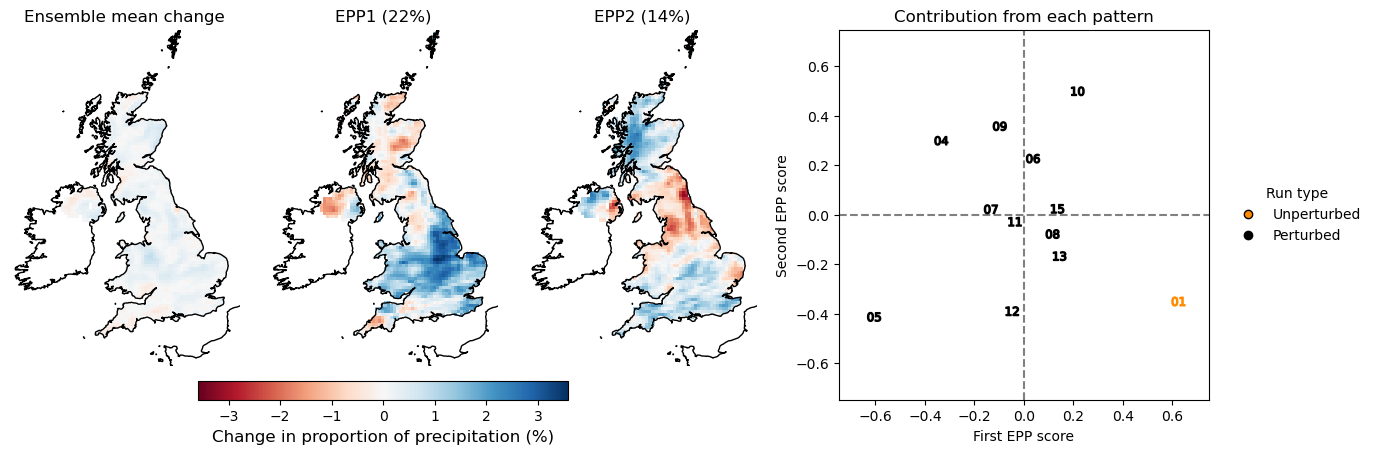 Ensemble mean change
EPP1 (22%)
EPP2 (14%)
Contribution from each pattern
−3 −2 −1 0 1 2 3
Change in proportion of precipitation (%)
Second EPP score
0.6
0.4
0.2
0.0
−0.2
−0.4
−0.6
10
09
04
06
07
15
11
08
13
01
12
05
−0.6 −0.4 −0.2 0.0 0.2 0.4 0.6
First EPP score
Run type
Unperturbed
Perturbed